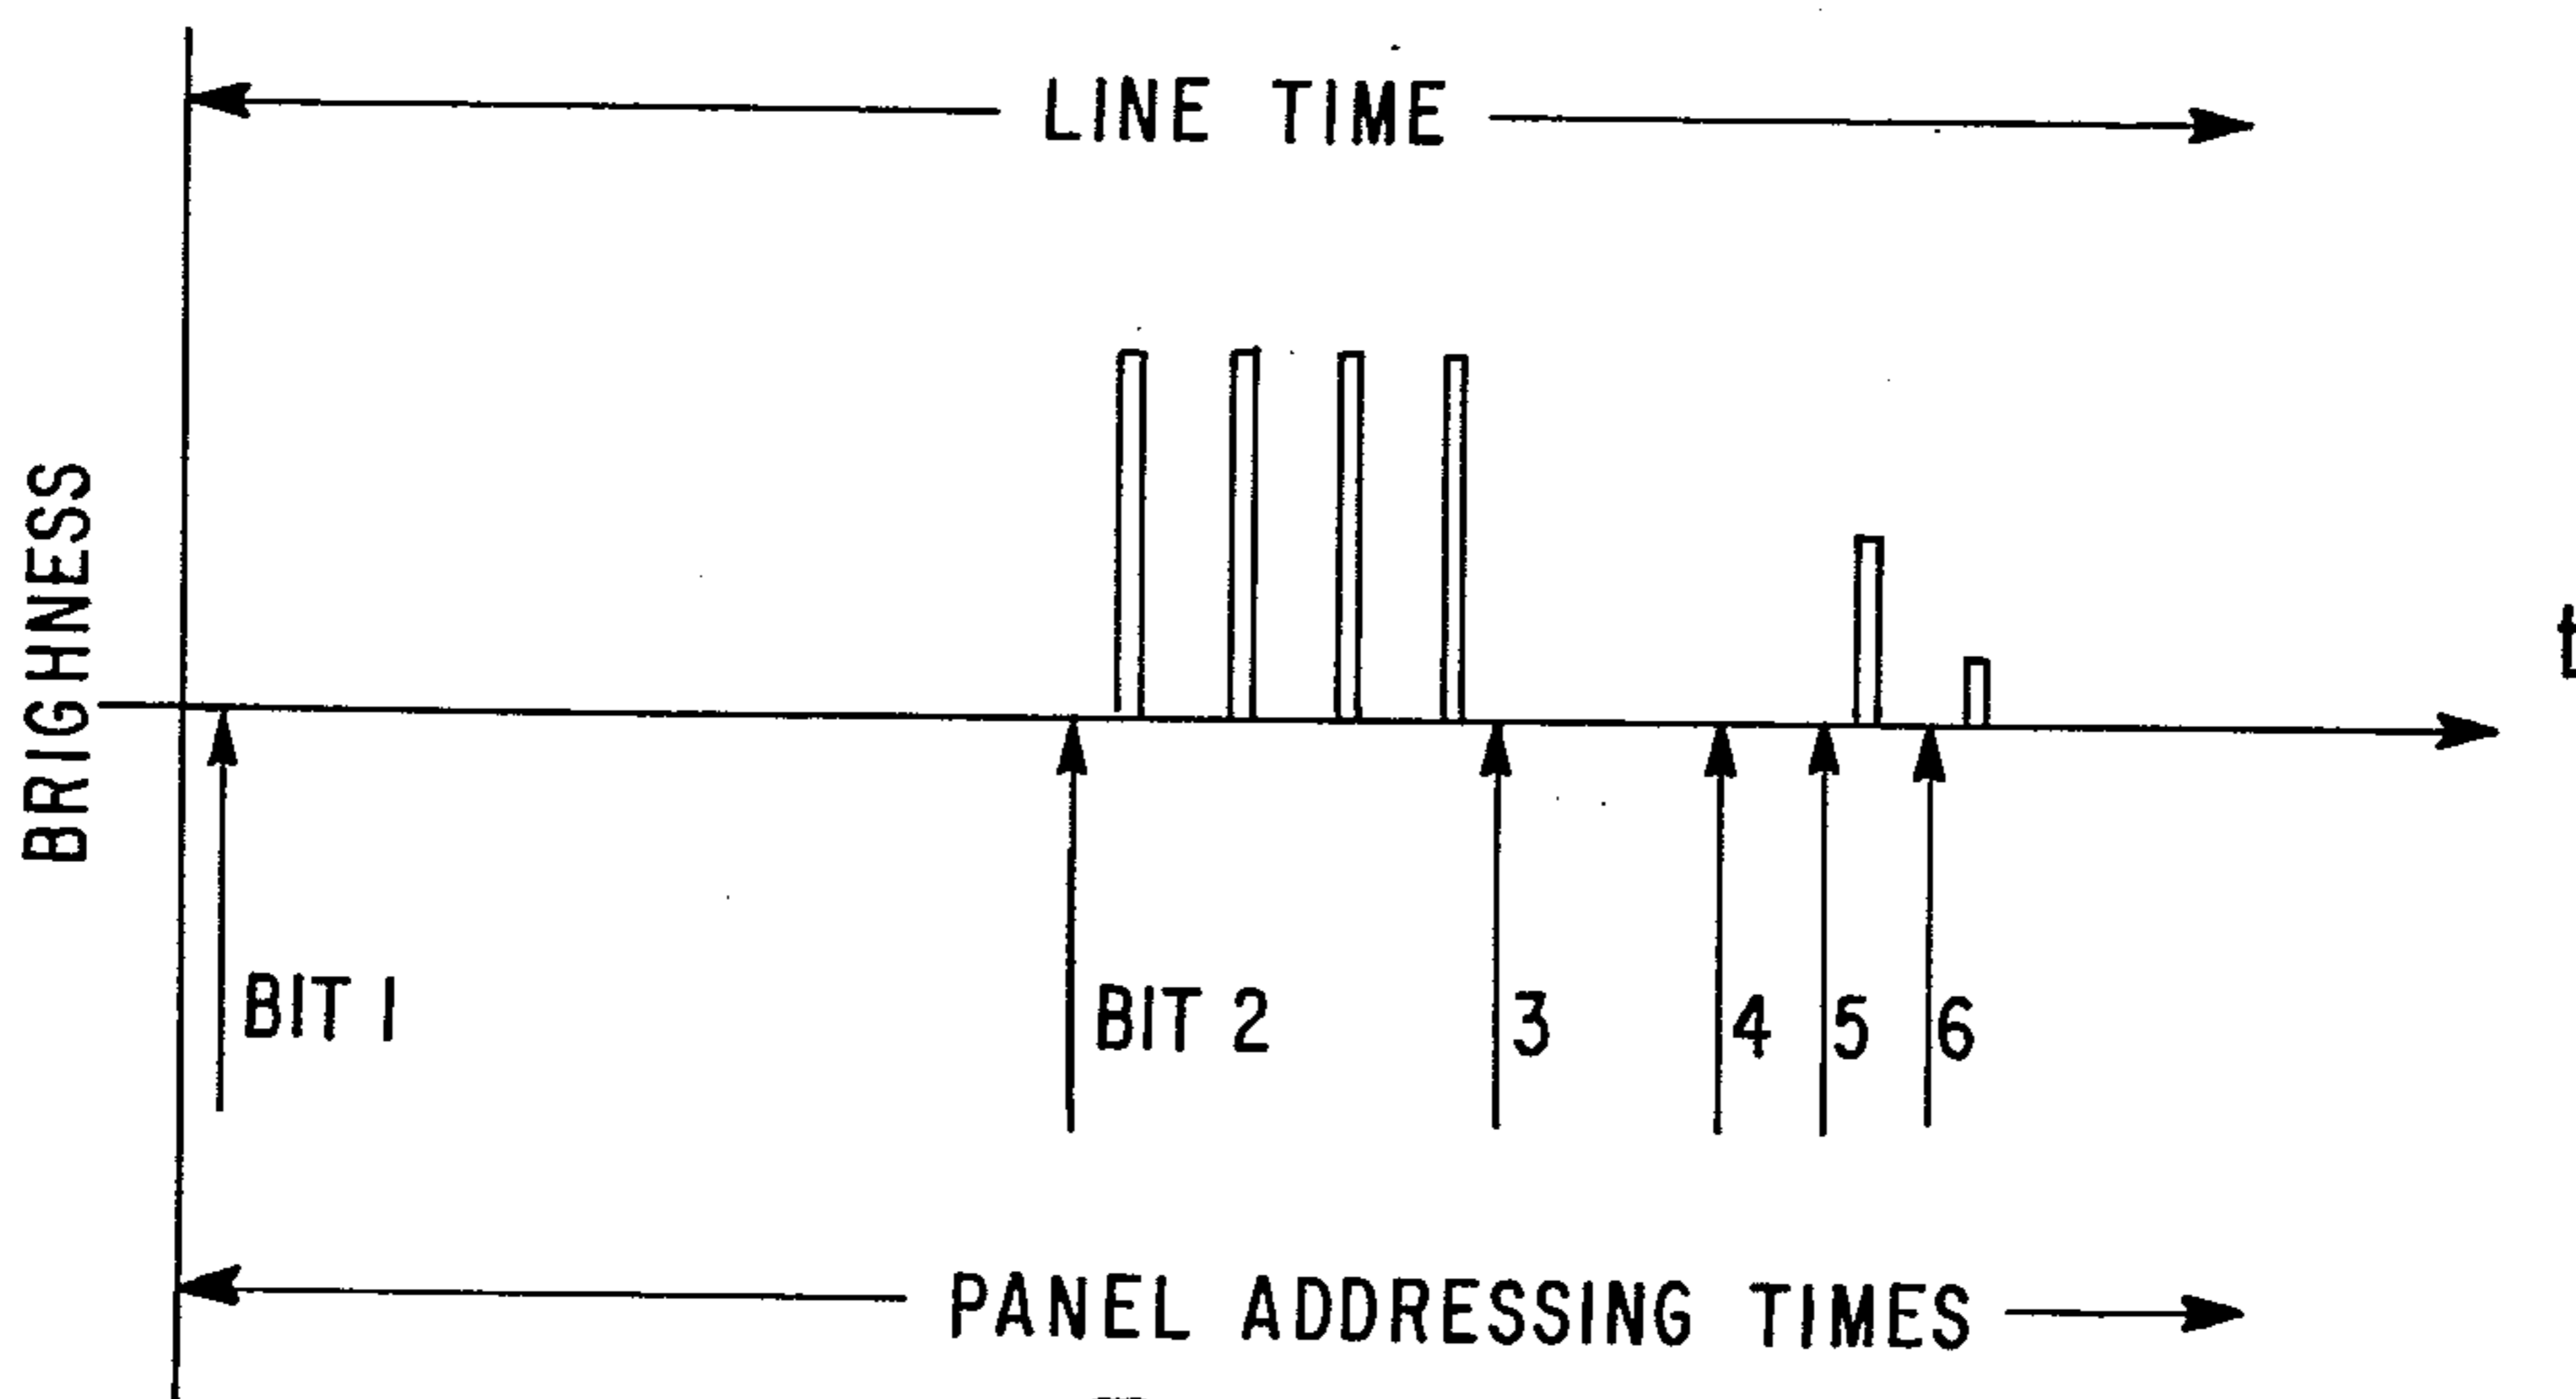 LINE TIME
BRIGHNESS
t
BIT 1
BIT 2
3
4
5
6
PANEL ADDRESSING TIMES